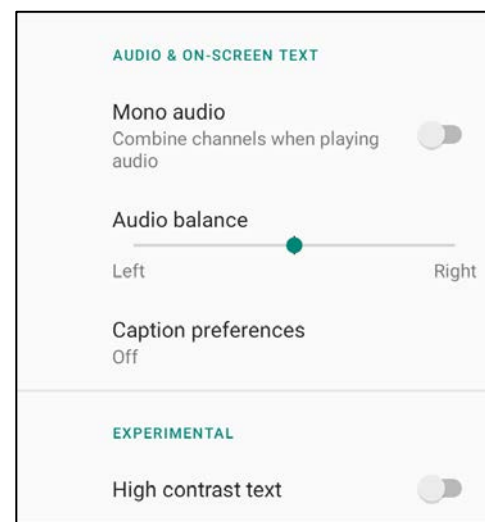 AUDIO & ON-SCREEN TEXT
Mono audio
Combine channels when playing
audio
Audio balance
Left Right
Caption preferences
Off
EXPERIMENTAL
High contrast text